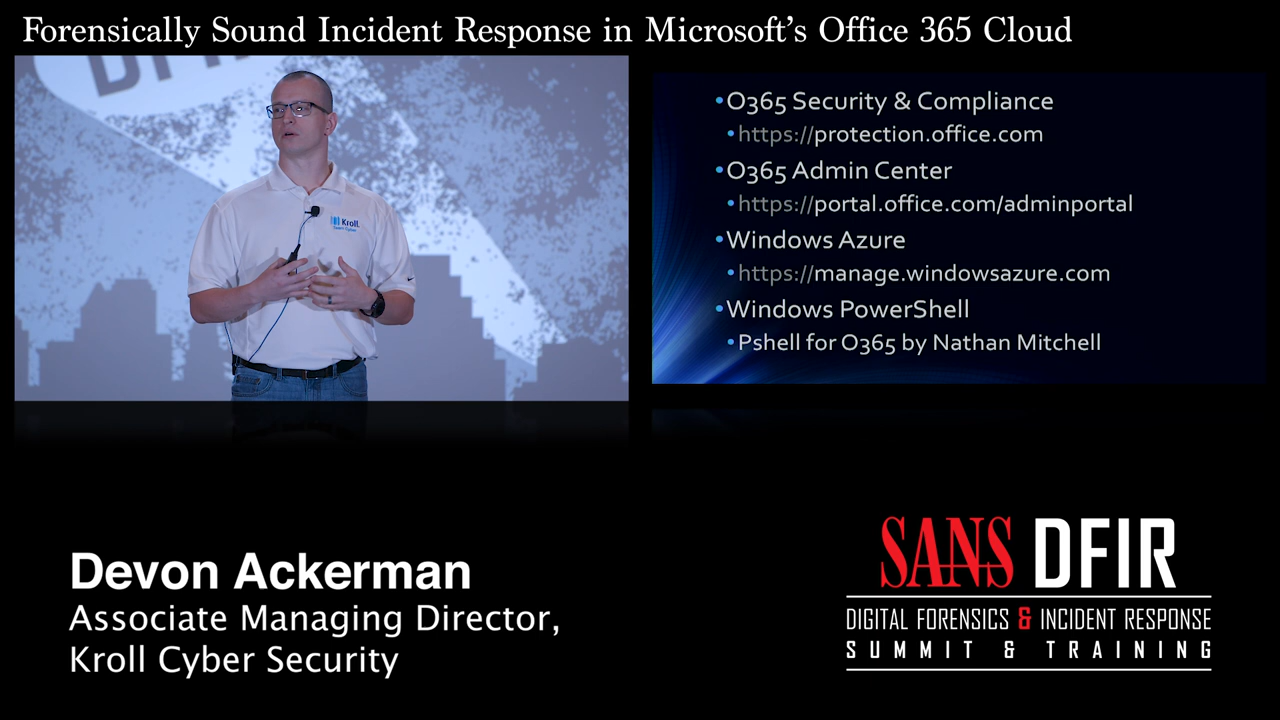 Forensically Sound Incident Response in Microsoft's Office 365 Cloud
DFIR
Kroll
•O365 Security & Compliance
•https://protection.office.com
•O365 Admin Center
•https://portal.office.com/adminportal
•Windows Azure
•https://manage.windowsazure.com
•Windows PowerShell
•Pshell for O365 by Nathan Mitchell
Devon Ackerman
Associate Managing Director,
Kroll Cyber Security
SANS DFIR
DIGITAL FORENSICS & INCIDENT RESPONSE
SUMMIT & TRAINING